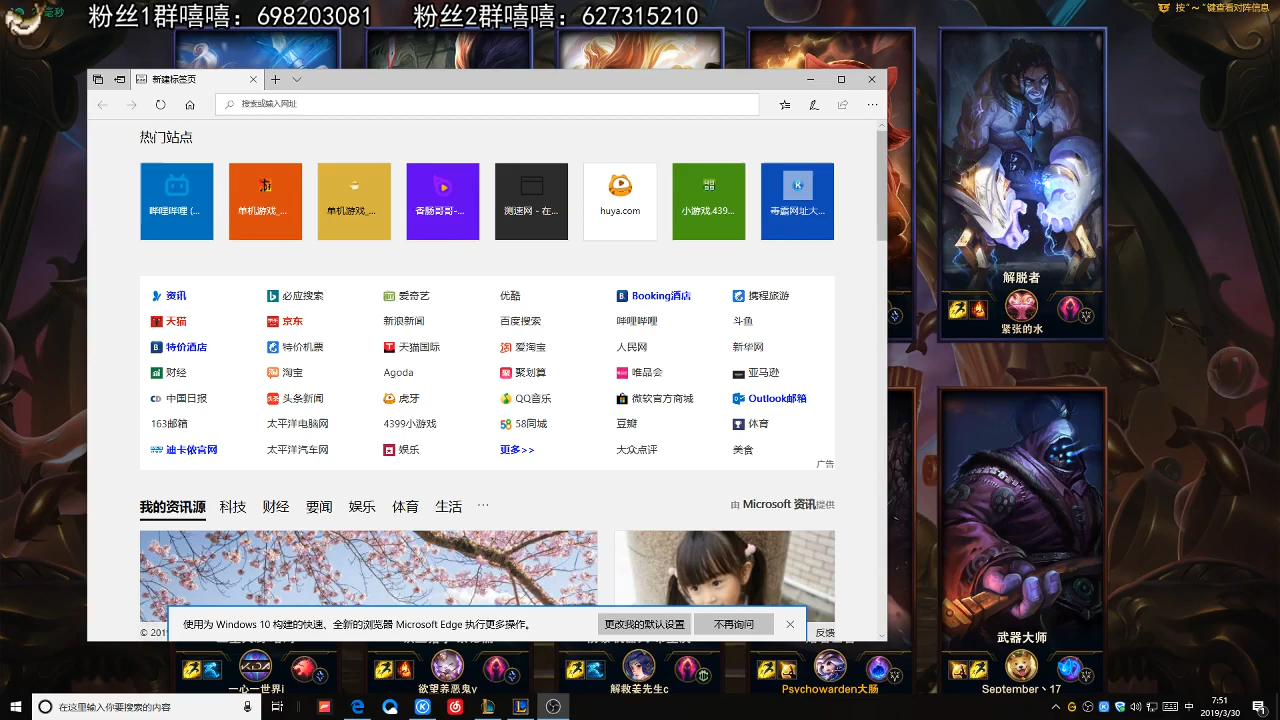 毫秒
粉丝1群嘻嘻：698203081
粉丝2群嘻嘻：627315210
按“~”键查看对阵信息
新建标签页
搜索或输入网址
热门站点
哔哩哔哩 (...
单机游戏_...
单机游戏_...
香肠哥哥-...
测速网 - 在...
huya.com
小游戏,439...
毒霸网址大...
资讯 必应搜索 爱奇艺 优酷 Booking酒店 携程旅游
天猫 京东 新浪新闻 百度搜索 哔哩哔哩 斗鱼
特价酒店 特价机票 天猫国际 爱淘宝 人民网 新华网
财经 淘宝 Agoda 聚划算 唯品会 亚马逊
中国日报 头条新闻 虎牙 QQ音乐 微软官方商城 Outlook邮箱
163邮箱 太平洋电脑网 4399小游戏 58同城 豆瓣 体育
迪卡侬官网 太平洋汽车网 娱乐 更多>> 大众点评 美食
广告
我的资讯源 科技 财经 要闻 娱乐 体育 生活 ...
由 Microsoft 资讯提供
使用为 Windows 10 构建的快速、全新的浏览器 Microsoft Edge 执行更多操作。
更改我的默认设置
不再询问
© 201
反馈
解脱者
紧张的水
武器大师
一心一世界i
欲望养恶鬼v
解救姜先生c
Psychowarden大肠
September丶17
在这里输入你要搜索的内容
中
7:51
2019/3/30